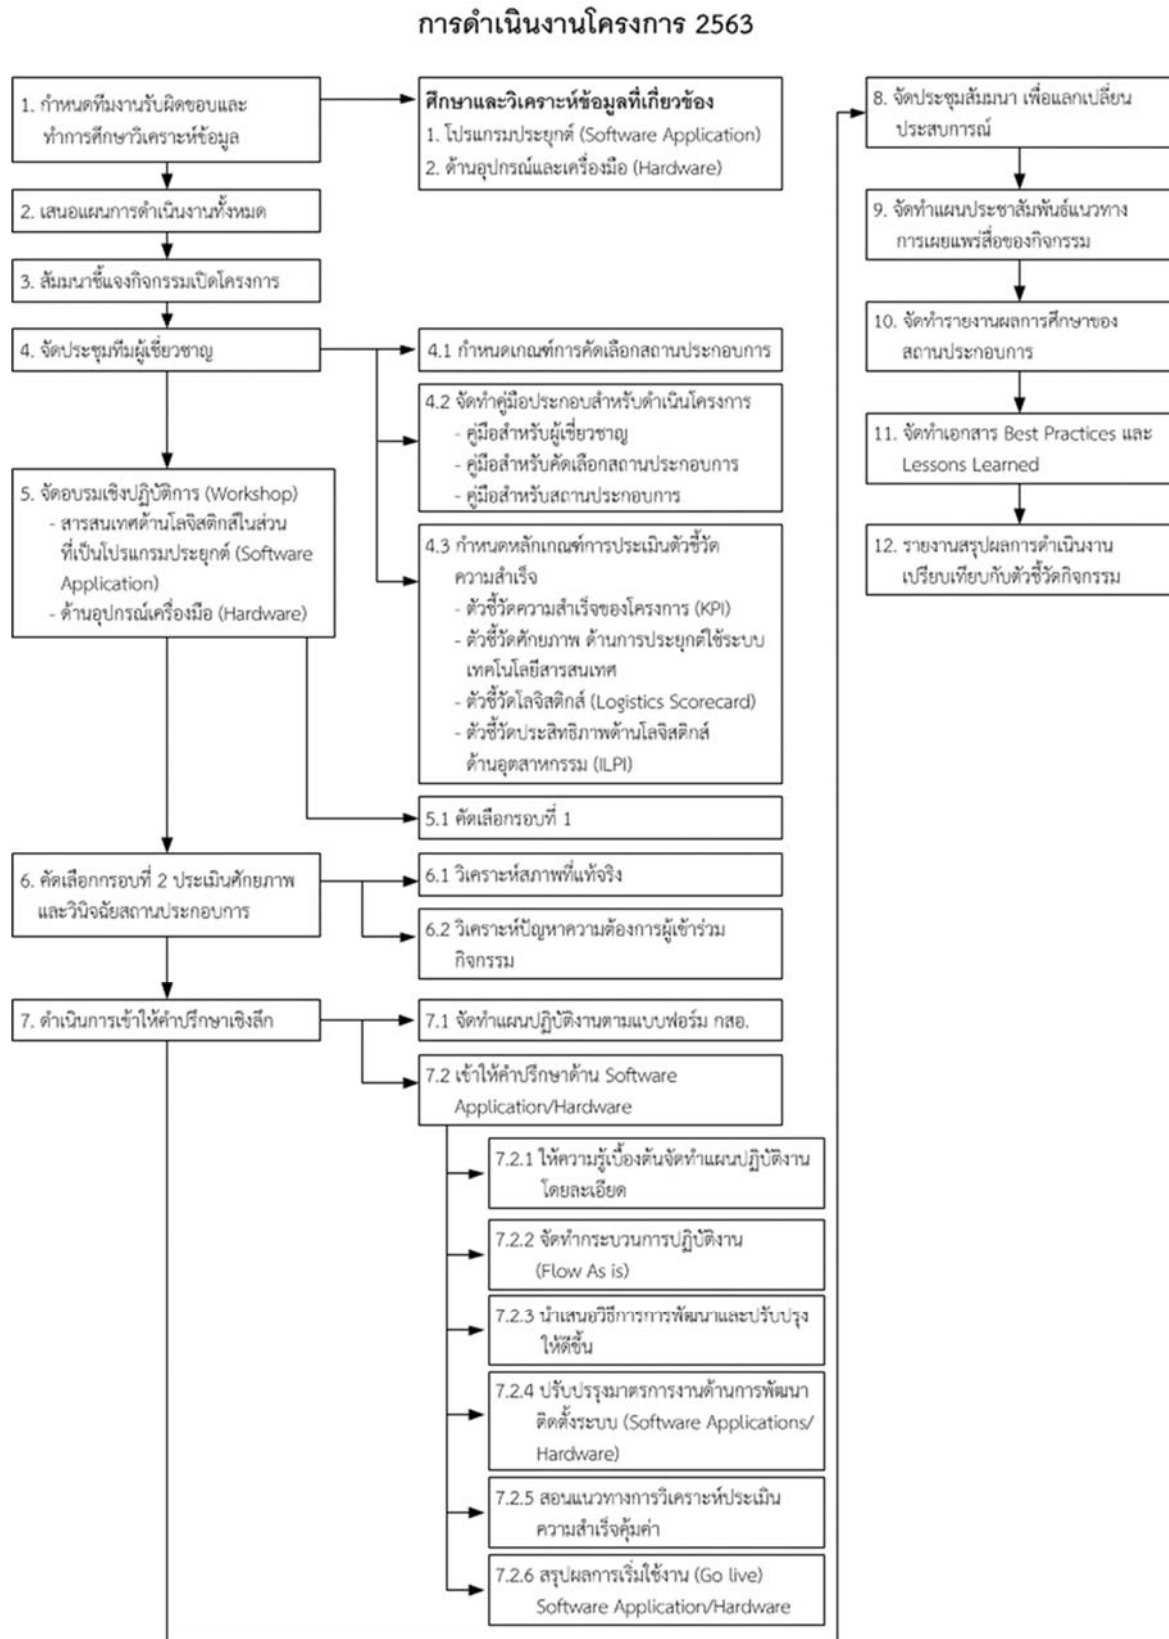 การดำเนินงานโครงการ 2563
1. กำหนดทีมงานรับผิดชอบและ
ทำการศึกษาวิเคราะห์ข้อมูล
ศึกษาและวิเคราะห์ข้อมูลที่เกี่ยวข้อง
1. โปรแกรมประยุกต์ (Software Application)
2. ด้านอุปกรณ์และเครื่องมือ (Hardware)
2. เสนอแผนการดำเนินงานทั้งหมด
3. สัมมนาชี้แจงกิจกรรมเปิดโครงการ
4. จัดประชุมทีมผู้เชี่ยวชาญ
4.1 กำหนดเกณฑ์การคัดเลือกสถานประกอบการ
4.2 จัดทำคู่มือประกอบสำหรับดำเนินโครงการ
- คู่มือสำหรับผู้เชี่ยวชาญ
- คู่มือสำหรับคัดเลือกสถานประกอบการ
- คู่มือสำหรับสถานประกอบการ
4.3 กำหนดหลักเกณฑ์การประเมินตัวชี้วัด
ความสำเร็จ
- ตัวชี้วัดความสำเร็จของโครงการ (KPI)
- ตัวชี้วัดศักยภาพ ด้านการประยุกต์ใช้ระบบ
เทคโนโลยีสารสนเทศ
- ตัวชี้วัดโลจิสติกส์ (Logistics Scorecard)
- ตัวชี้วัดประสิทธิภาพด้านโลจิสติกส์
ด้านอุตสาหกรรม (ILPI)
5. จัดอบรมเชิงปฏิบัติการ (Workshop)
- สารสนเทศด้านโลจิสติกส์ในส่วน
ที่เป็นโปรแกรมประยุกต์ (Software
Application)
- ด้านอุปกรณ์เครื่องมือ (Hardware)
5.1 คัดเลือกรอบที่ 1
6. คัดเลือกกรอบที่ 2 ประเมินศักยภาพ
และวินิจฉัยสถานประกอบการ
6.1 วิเคราะห์สภาพที่แท้จริง
6.2 วิเคราะห์ปัญหาความต้องการผู้เข้าร่วม
กิจกรรม
7. ดำเนินการเข้าให้คำปรึกษาเชิงลึก
7.1 จัดทำแผนปฏิบัติงานตามแบบฟอร์ม กสอ.
7.2 เข้าให้คำปรึกษาด้าน Software
Application/Hardware
7.2.1 ให้ความรู้เบื้องต้นจัดทำแผนปฏิบัติงาน
โดยละเอียด
7.2.2 จัดทำกระบวนการปฏิบัติงาน
(Flow As is)
7.2.3 นำเสนอวิธีการการพัฒนาและปรับปรุง
ให้ดีขึ้น
7.2.4 ปรับปรรุงมาตรการงานด้านการพัฒนา
ติดตั้งระบบ (Software Applications/
Hardware)
7.2.5 สอนแนวทางการวิเคราะห์ประเมิน
ความสำเร็จคุ้มค่า
7.2.6 สรุปผลการเริ่มใช้งาน (Go live)
Software Application/Hardware
8. จัดประชุมสัมมนา เพื่อแลกเปลี่ยน
ประสบการณ์
9. จัดทำแผนประชาสัมพันธ์แนวทาง
การเผยแพร่สื่อของกิจกรรม
10. จัดทำรายงานผลการศึกษาของ
สถานประกอบการ
11. จัดทำเอกสาร Best Practices และ
Lessons Learned
12. รายงานสรุปผลการดำเนินงาน
เปรียบเทียบกับตัวชี้วัดกิจกรรม